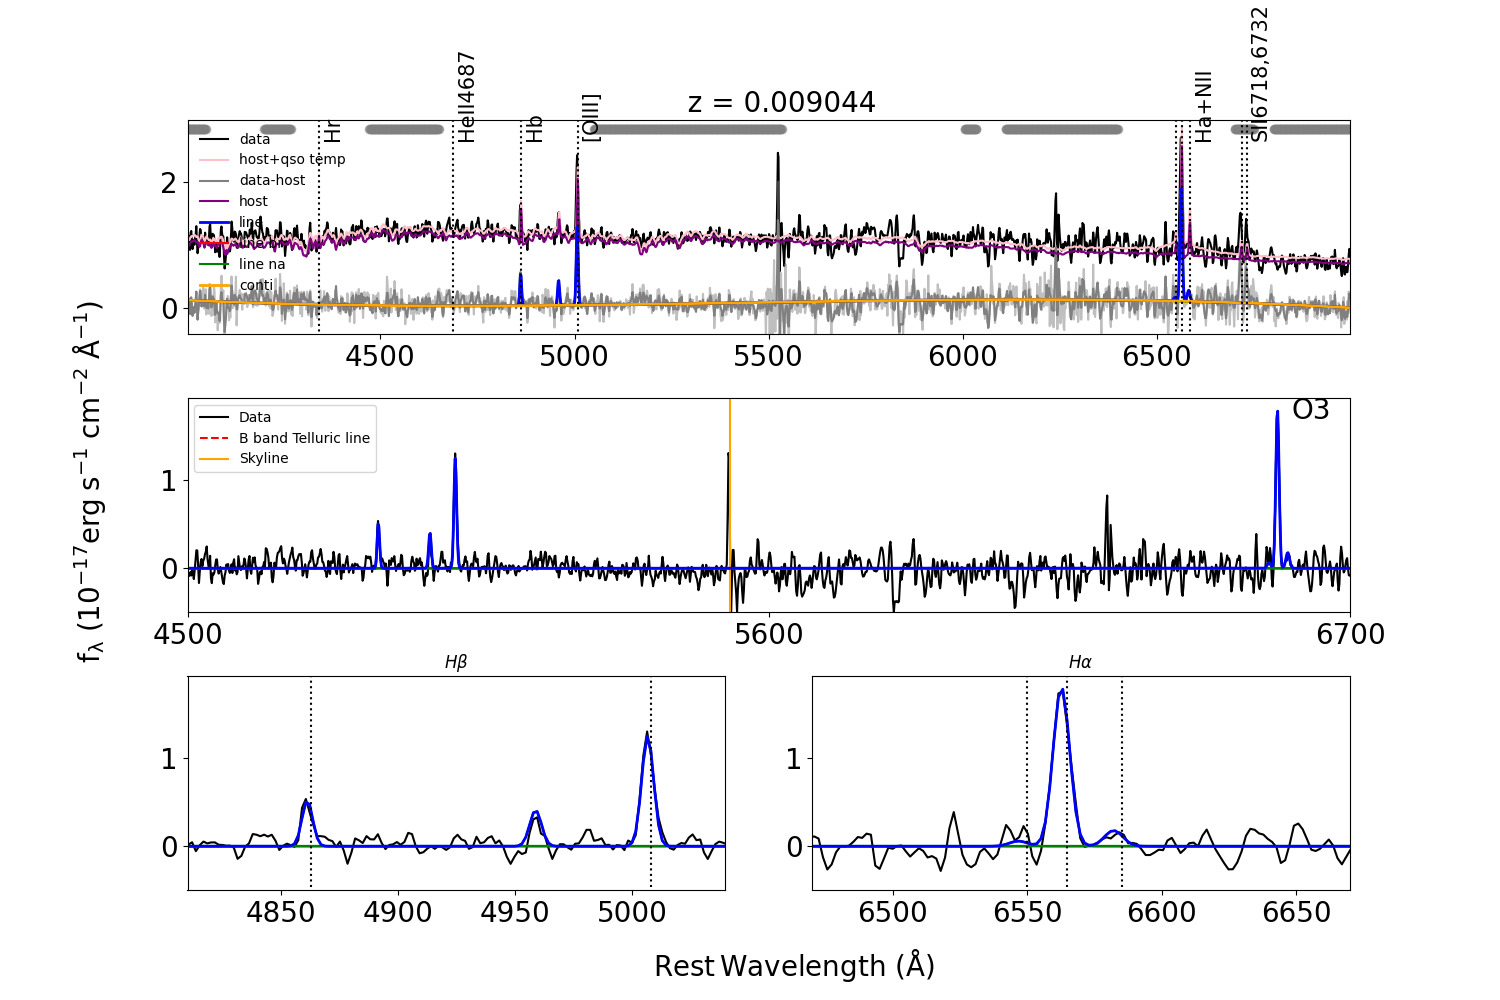 z = 0.009044
Hr
HeII4687
Hb
[OIII]
Ha+NII
SII6718,6732
data
host+qso temp
data-host
host
line
line br
line na
conti
2
0
4500 5000 5500 6000 6500
fλ (10⁻¹⁷erg s⁻¹ cm⁻² Å⁻¹)
Data
B band Telluric line
Skyline
O3
1
0
4500 5600 6700
Hβ
1
0
4850 4900 4950 5000
Hα
1
0
6500 6550 6600 6650
Rest Wavelength (Å)